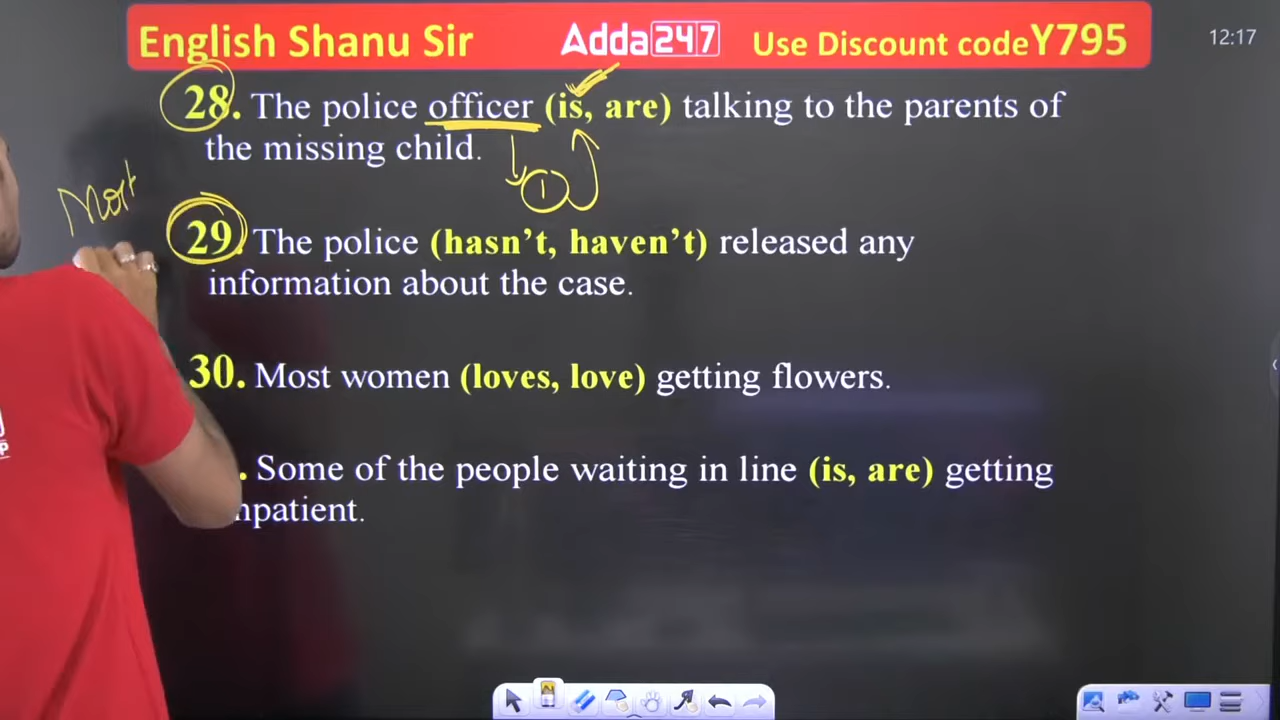 English Shanu Sir Adda247 Use Discount code Y795 12:17
28. The police officer (is, are) talking to the parents of
the missing child.
1
Most
29. The police (hasn't, haven't) released any
information about the case.
30. Most women (loves, love) getting flowers.
. Some of the people waiting in line (is, are) getting
npatient.